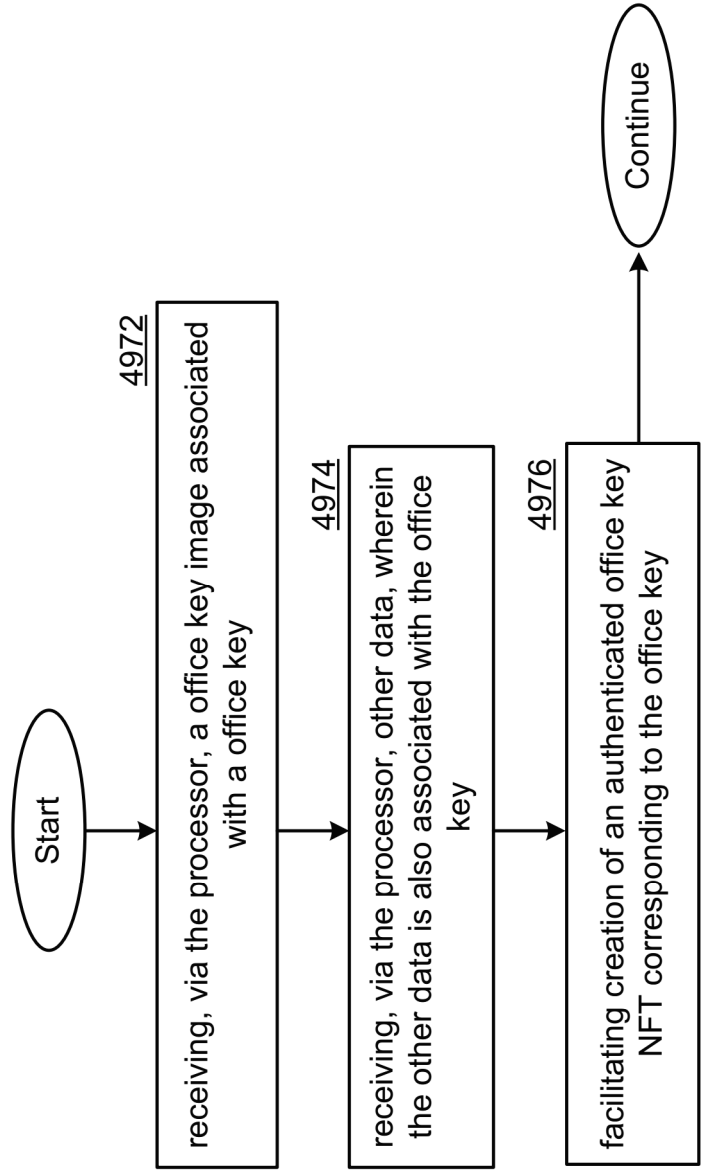 Start
4972
receiving, via the processor, a office key image associated
with a office key
4974
receiving, via the processor, other data, wherein
the other data is also associated with the office
key
4976
facilitating creation of an authenticated office key
NFT corresponding to the office key
Continue